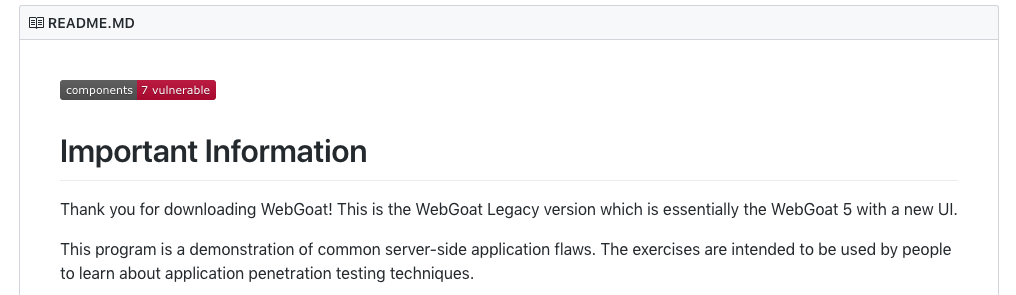 README.MD
components 7 vulnerable
Important Information
Thank you for downloading WebGoat! This is the WebGoat Legacy version which is essentially the WebGoat 5 with a new UI.
This program is a demonstration of common server-side application flaws. The exercises are intended to be used by people
to learn about application penetration testing techniques.